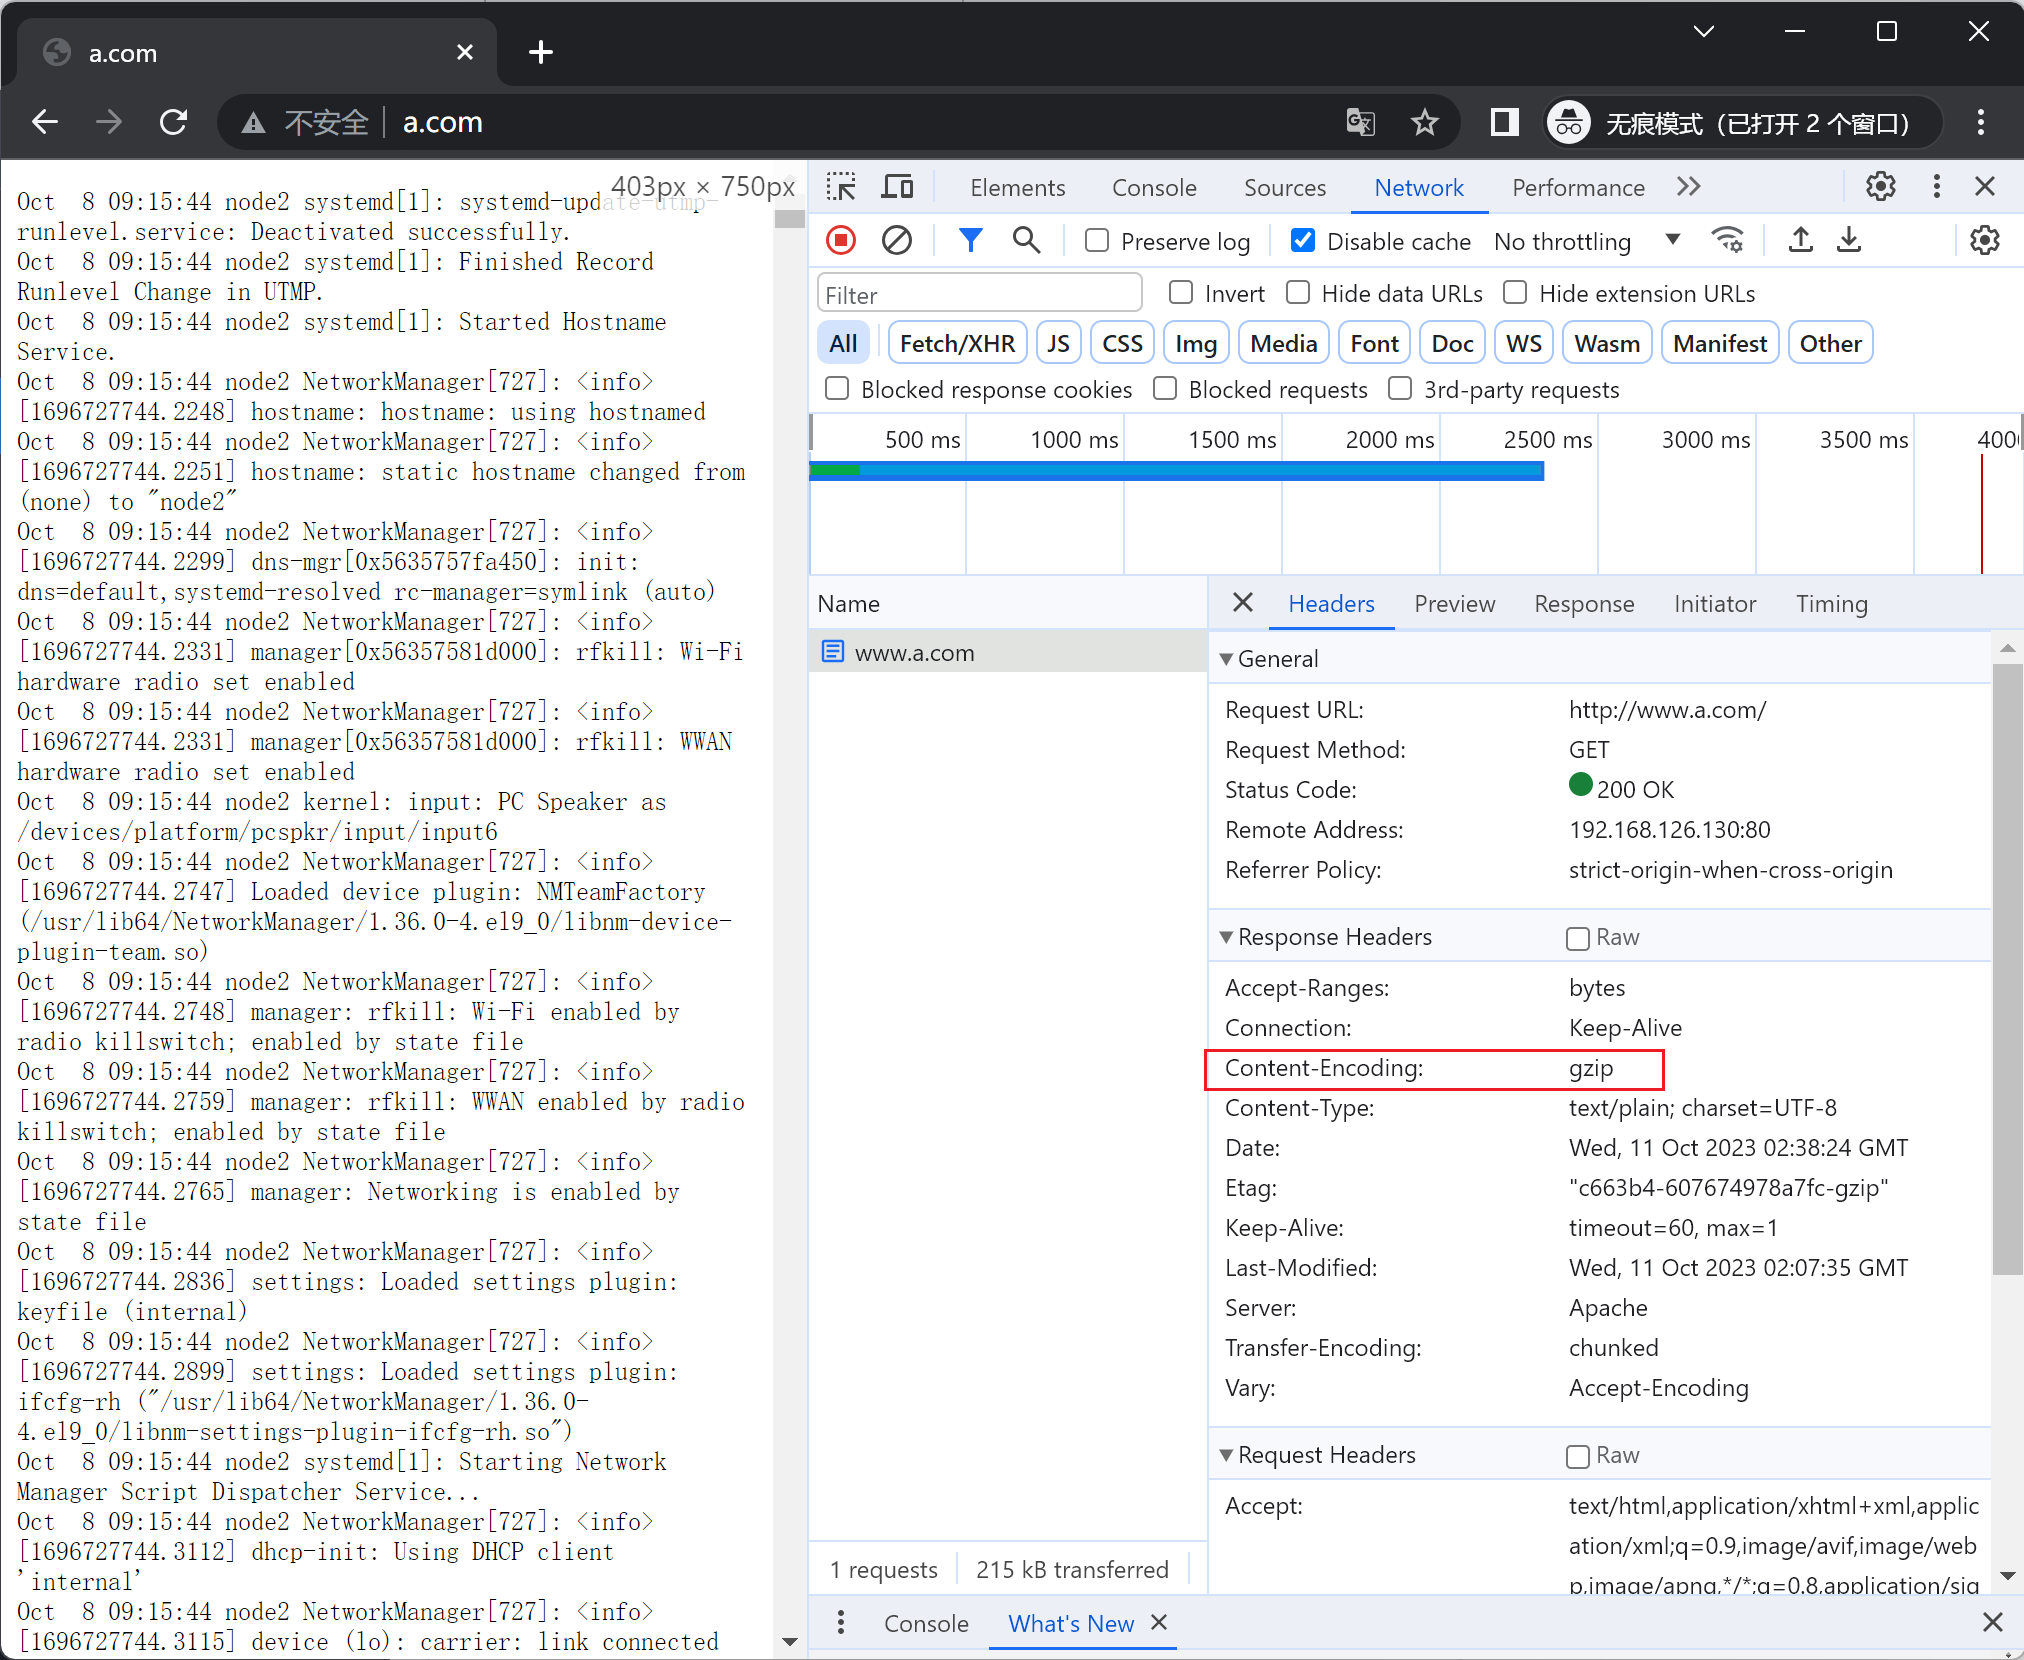 a.com
不安全
a.com
无痕模式（已打开 2 个窗口）
403px × 750px
Oct  8 09:15:44 node2 systemd[1]: systemd-update-utmp-
runlevel.service: Deactivated successfully.
Oct  8 09:15:44 node2 systemd[1]: Finished Record
Runlevel Change in UTMP.
Oct  8 09:15:44 node2 systemd[1]: Started Hostname
Service.
Oct  8 09:15:44 node2 NetworkManager[727]: <info>
[1696727744.2248] hostname: hostname: using hostnamed
Oct  8 09:15:44 node2 NetworkManager[727]: <info>
[1696727744.2251] hostname: static hostname changed from
(none) to "node2"
Oct  8 09:15:44 node2 NetworkManager[727]: <info>
[1696727744.2299] dns-mgr[0x5635757fa450]: init:
dns=default,systemd-resolved rc-manager=symlink (auto)
Oct  8 09:15:44 node2 NetworkManager[727]: <info>
[1696727744.2331] manager[0x56357581d000]: rfkill: Wi-Fi
hardware radio set enabled
Oct  8 09:15:44 node2 NetworkManager[727]: <info>
[1696727744.2331] manager[0x56357581d000]: rfkill: WWAN
hardware radio set enabled
Oct  8 09:15:44 node2 kernel: input: PC Speaker as
/devices/platform/pcspkr/input/input6
Oct  8 09:15:44 node2 NetworkManager[727]: <info>
[1696727744.2747] Loaded device plugin: NMTeamFactory
(/usr/lib64/NetworkManager/1.36.0-4.el9_0/libnm-device-
plugin-team.so)
Oct  8 09:15:44 node2 NetworkManager[727]: <info>
[1696727744.2748] manager: rfkill: Wi-Fi enabled by
radio killswitch; enabled by state file
Oct  8 09:15:44 node2 NetworkManager[727]: <info>
[1696727744.2759] manager: rfkill: WWAN enabled by radio
killswitch; enabled by state file
Oct  8 09:15:44 node2 NetworkManager[727]: <info>
[1696727744.2765] manager: Networking is enabled by
state file
Oct  8 09:15:44 node2 NetworkManager[727]: <info>
[1696727744.2836] settings: Loaded settings plugin:
keyfile (internal)
Oct  8 09:15:44 node2 NetworkManager[727]: <info>
[1696727744.2899] settings: Loaded settings plugin:
ifcfg-rh ("/usr/lib64/NetworkManager/1.36.0-
4.el9_0/libnm-settings-plugin-ifcfg-rh.so")
Oct  8 09:15:44 node2 systemd[1]: Starting Network
Manager Script Dispatcher Service...
Oct  8 09:15:44 node2 NetworkManager[727]: <info>
[1696727744.3112] dhcp-init: Using DHCP client
'internal'
Oct  8 09:15:44 node2 NetworkManager[727]: <info>
[1696727744.3115] device (lo): carrier: link connected
Elements Console Sources Network Performance
Preserve log Disable cache No throttling
Filter Invert Hide data URLs Hide extension URLs
All Fetch/XHR JS CSS Img Media Font Doc WS Wasm Manifest Other
Blocked response cookies Blocked requests 3rd-party requests
500 ms 1000 ms 1500 ms 2000 ms 2500 ms 3000 ms 3500 ms 400
Name
www.a.com
Headers Preview Response Initiator Timing
General
Request URL: http://www.a.com/
Request Method: GET
Status Code: 200 OK
Remote Address: 192.168.126.130:80
Referrer Policy: strict-origin-when-cross-origin
Response Headers Raw
Accept-Ranges: bytes
Connection: Keep-Alive
Content-Encoding: gzip
Content-Type: text/plain; charset=UTF-8
Date: Wed, 11 Oct 2023 02:38:24 GMT
Etag: "c663b4-607674978a7fc-gzip"
Keep-Alive: timeout=60, max=1
Last-Modified: Wed, 11 Oct 2023 02:07:35 GMT
Server: Apache
Transfer-Encoding: chunked
Vary: Accept-Encoding
Request Headers Raw
Accept: text/html,application/xhtml+xml,applic
ation/xml;q=0.9,image/avif,image/web
p,image/apng,*/*;q=0.8,application/sig
1 requests 215 kB transferred
Console What's New